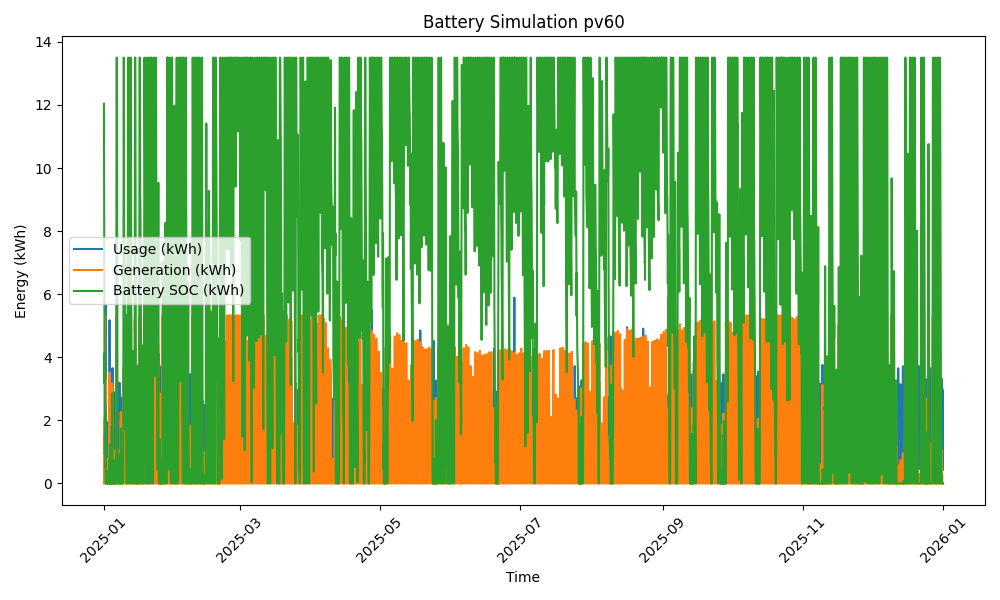 Battery Simulation pv60
Energy (kWh)
14
12
10
8
6
4
2
0
Usage (kWh)
Generation (kWh)
Battery SOC (kWh)
2025-01
2025-03
2025-05
2025-07
2025-09
2025-11
2026-01
Time